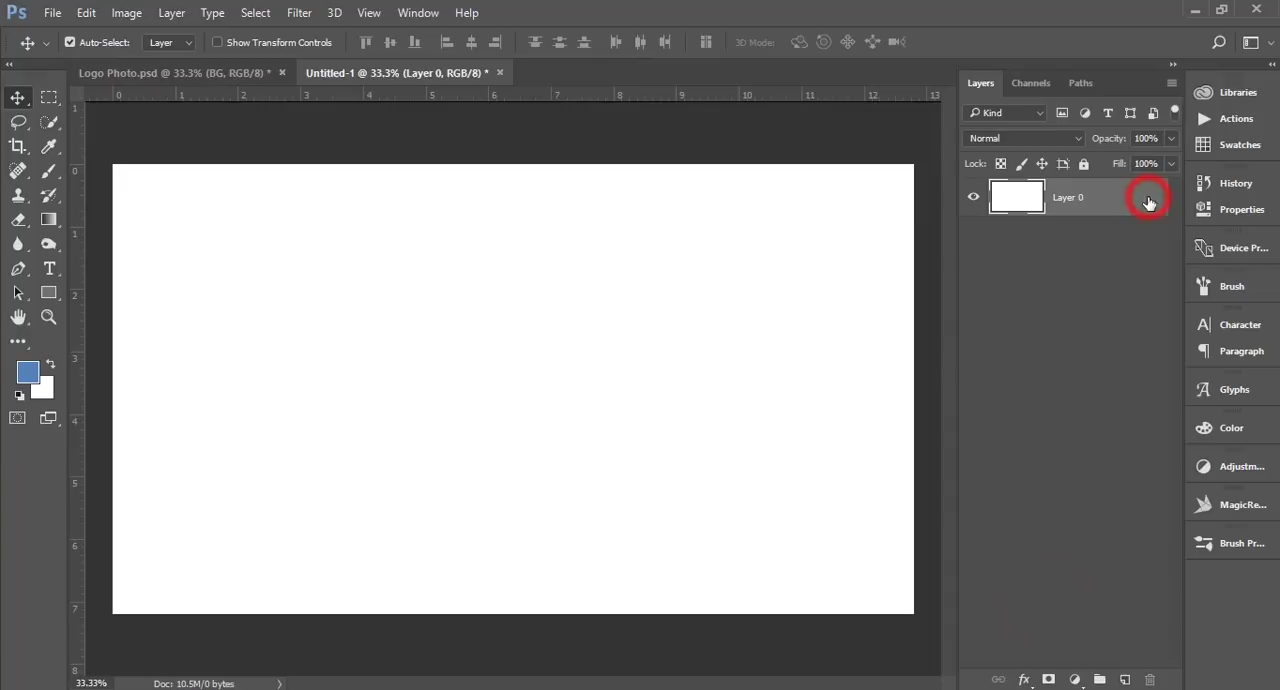 Ps File Edit Image Layer Type Select Filter 3D View Window Help
Auto-Select: Layer Show Transform Controls 3D Mode:
Logo Photo.psd @ 33.3% (BG, RGB/8) * × Untitled-1 @ 33.3% (Layer 0, RGB/8) * ×
0 1 2 3 4 5 6 7 8 9 10 11 12 13
1
0
1
2
3
4
5
6
7
8
Layers Channels Paths
Kind
Normal Opacity: 100%
Lock: Fill: 100%
Layer 0
Libraries
Actions
Swatches
History
Properties
Device Pr...
Brush
Character
Paragraph
Glyphs
Color
Adjustm...
MagicRe...
Brush Pr...
33.33% Doc: 10.5M/0 bytes
fx